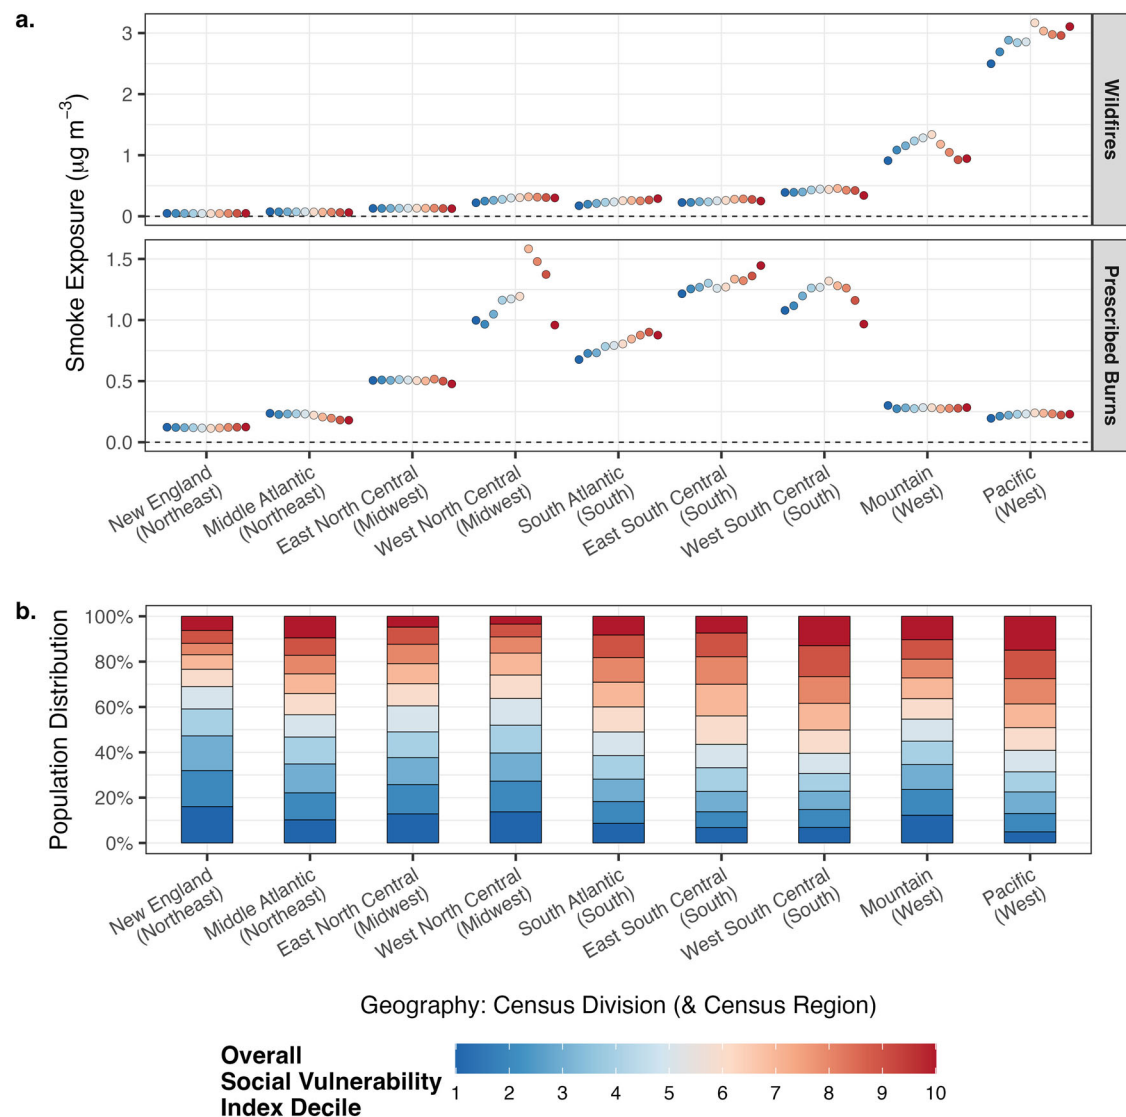 a.
Smoke Exposure (μg m⁻³)
3
2
1
0
Wildfires
1.5
1.0
0.5
0.0
Prescribed Burns
New England
(Northeast)
Middle Atlantic
(Northeast)
East North Central
(Midwest)
West North Central
(Midwest)
South Atlantic
(South)
East South Central
(South)
West South Central
(South)
Mountain
(West)
Pacific
(West)
b.
Population Distribution
100%
80%
60%
40%
20%
0%
New England
(Northeast)
Middle Atlantic
(Northeast)
East North Central
(Midwest)
West North Central
(Midwest)
South Atlantic
(South)
East South Central
(South)
West South Central
(South)
Mountain
(West)
Pacific
(West)
Geography: Census Division (& Census Region)
Overall
Social Vulnerability
Index Decile
1 2 3 4 5 6 7 8 9 10